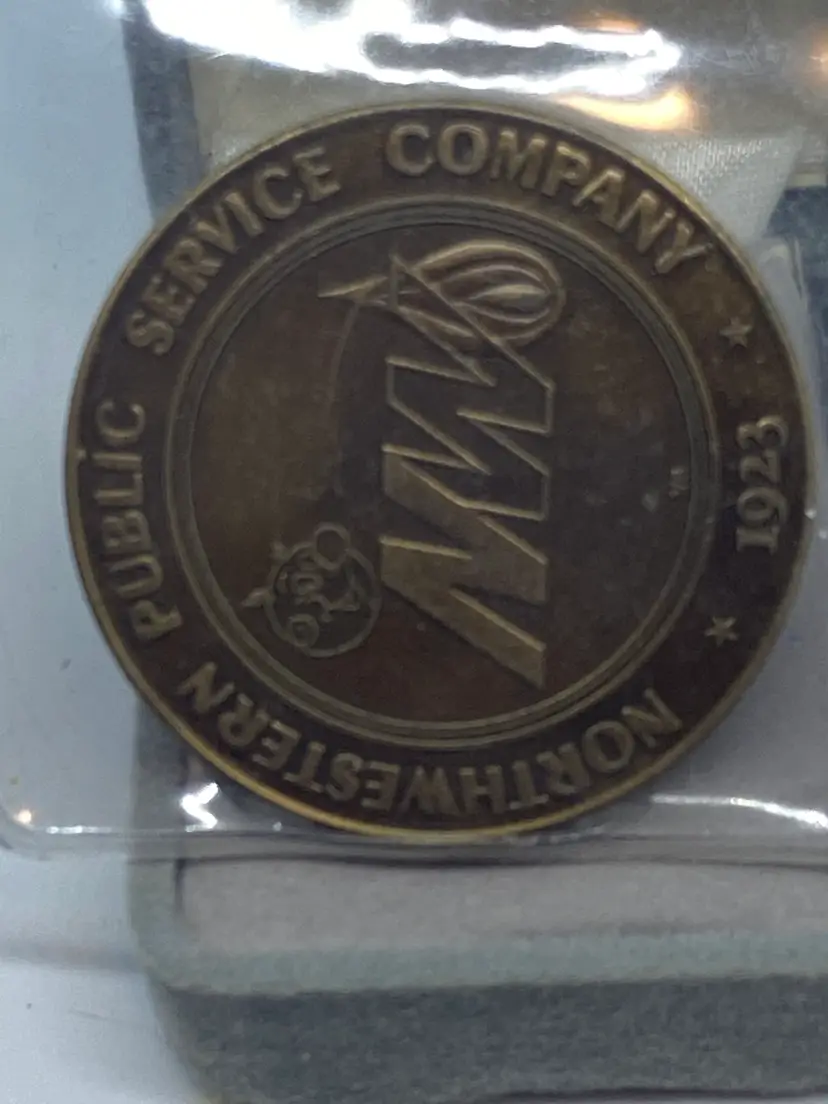 NORTHWESTERN PUBLIC SERVICE COMPANY
★ 1923 ★